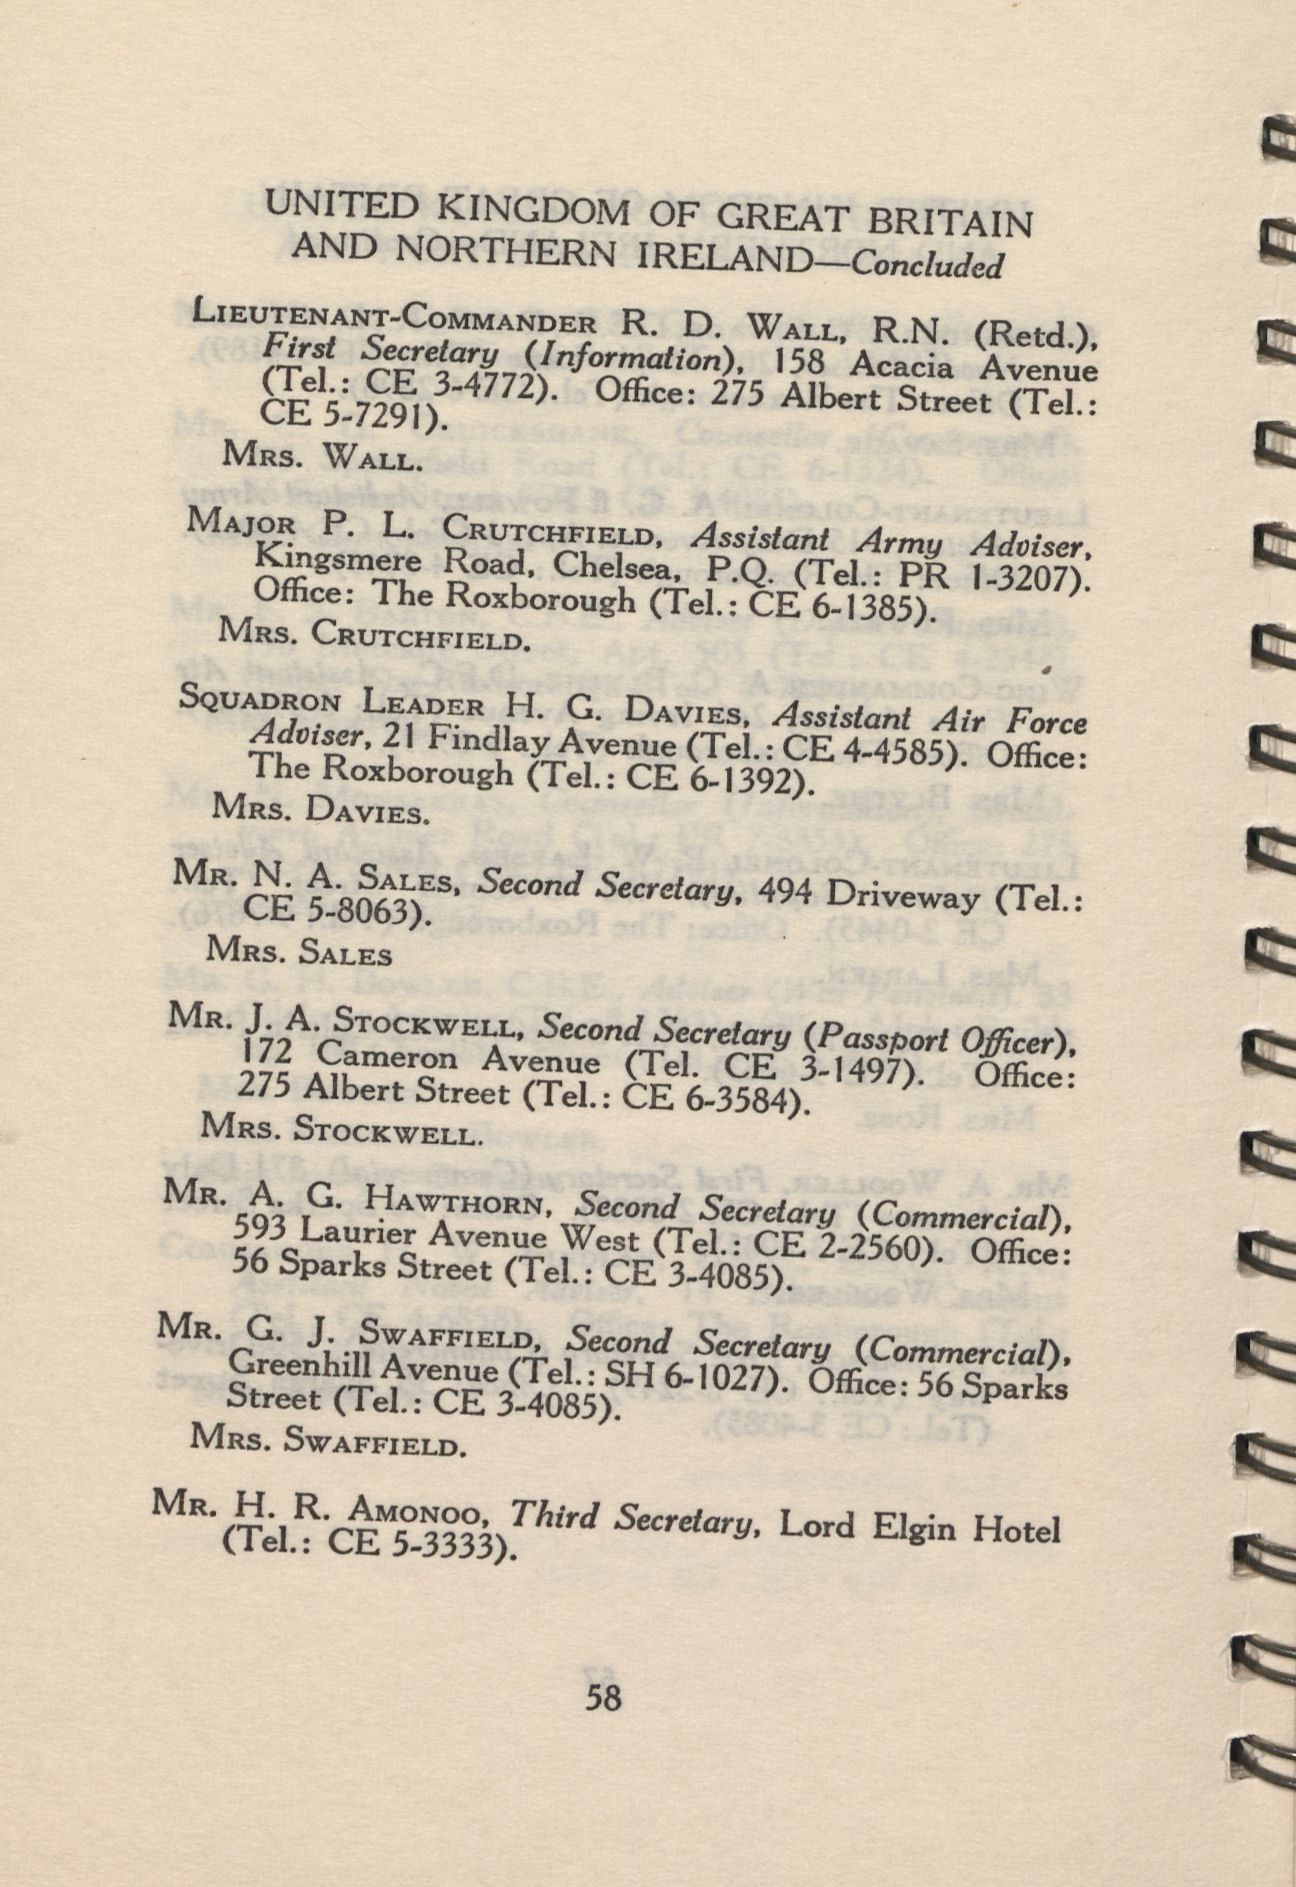 UNITED KINGDOM OF GREAT BRITAIN
AND NORTHERN IRELAND—Concluded
LIEUTENANT-COMMANDER R. D. WALL, R.N. (Retd.),
First Secretary (Information), 158 Acacia Avenue
(Tel.: CE 3-4772). Office: 275 Albert Street (Tel.:
CE 5-7291).
MRS. WALL.
MAJOR P. L. CRUTCHFIELD, Assistant Army Adviser,
Kingsmere Road, Chelsea, P.Q. (Tel.: PR 1-3207).
Office: The Roxborough (Tel.: CE 6-1385).
MRS. CRUTCHFIELD.
SQUADRON LEADER H. G. DAVIES, Assistant Air Force
Adviser, 21 Findlay Avenue (Tel.: CE 4-4585). Office:
The Roxborough (Tel.: CE 6-1392).
MRS. DAVIES.
MR. N. A. SALES, Second Secretary, 494 Driveway (Tel.:
CE 5-8063).
MRS. SALES
MR. J. A. STOCKWELL, Second Secretary (Passport Officer),
172 Cameron Avenue (Tel. CE 3-1497). Office:
275 Albert Street (Tel.: CE 6-3584).
MRS. STOCKWELL.
MR. A. G. HAWTHORN, Second Secretary (Commercial),
593 Laurier Avenue West (Tel.: CE 2-2560). Office:
56 Sparks Street (Tel.: CE 3-4085).
MR. G. J. SWAFFIELD, Second Secretary (Commercial),
Greenhill Avenue (Tel.: SH 6-1027). Office: 56 Sparks
Street (Tel.: CE 3-4085).
MRS. SWAFFIELD.
MR. H. R. AMONOO, Third Secretary, Lord Elgin Hotel
(Tel.: CE 5-3333).
58